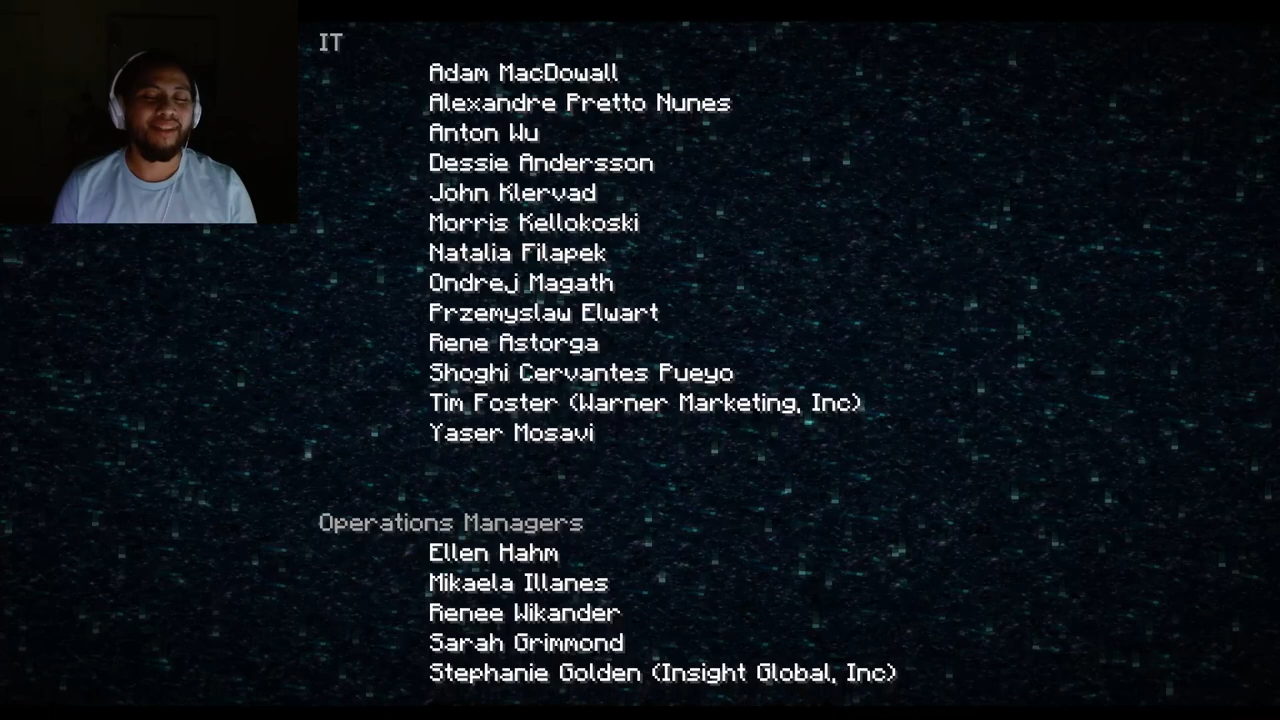 IT
Adam MacDowall
Alexandre Pretto Nunes
Anton Wu
Dessie Andersson
John Klervad
Morris Kellokoski
Natalia Filapek
Ondrej Magath
Przemyslaw Elwart
Rene Astorga
Shoghi Cervantes Pueyo
Tim Foster (Warner Marketing, Inc)
Yaser Mosavi
Operations Managers
Ellen Hahm
Mikaela Illanes
Renee Wikander
Sarah Grimmond
Stephanie Golden (Insight Global, Inc)